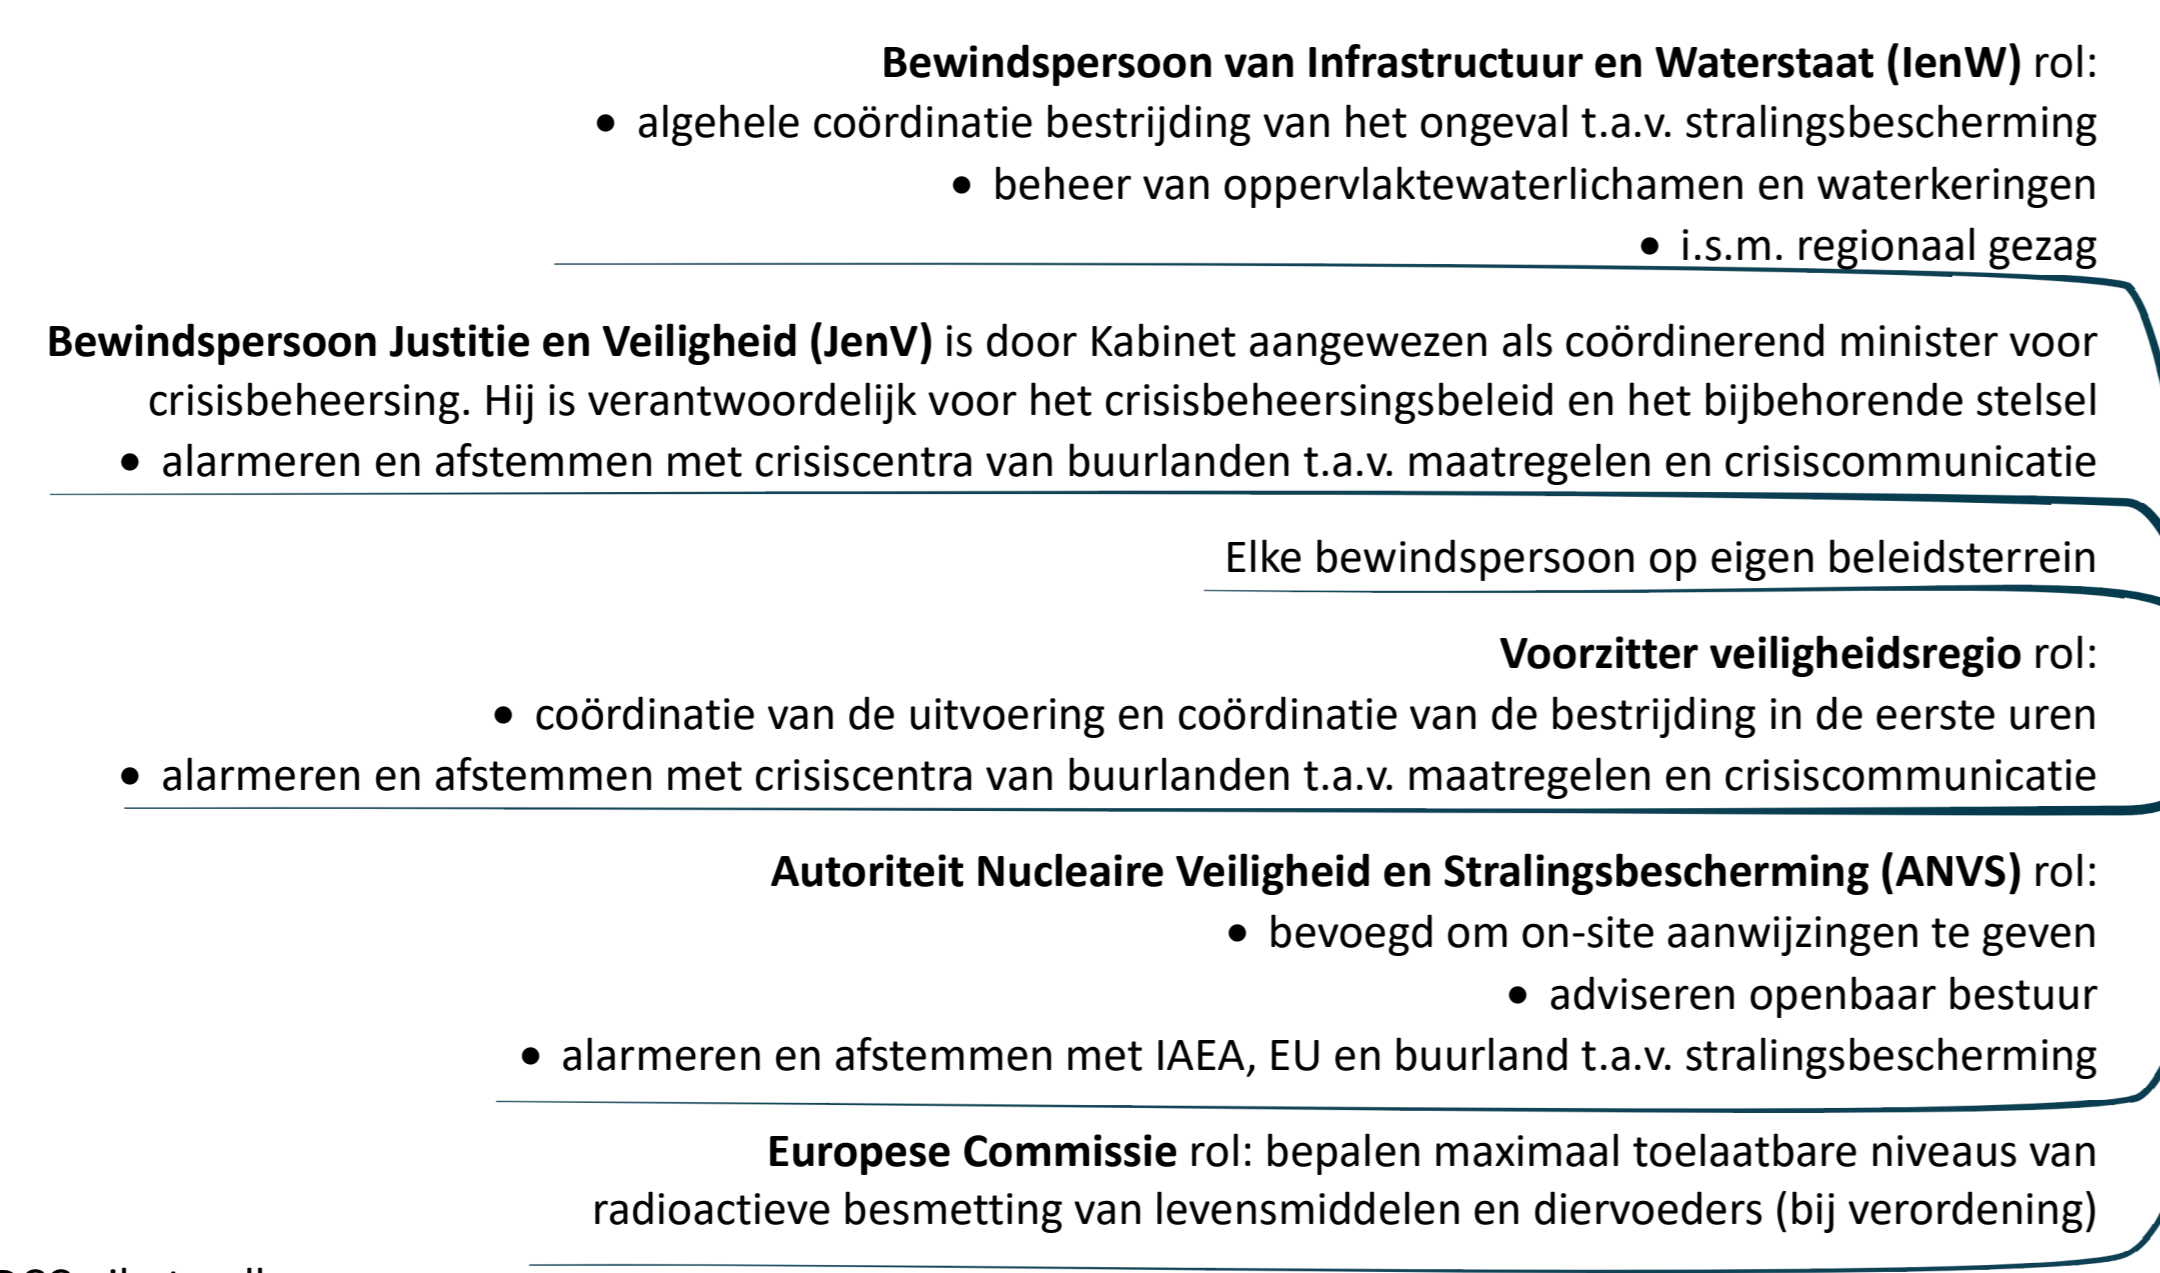 Bewindspersoon van Infrastructuur en Waterstaat (IenW) rol:
• algehele coördinatie bestrijding van het ongeval t.a.v. stralingsbescherming
• beheer van oppervlaktewaterlichamen en waterkeringen
• i.s.m. regionaal gezag
Bewindspersoon Justitie en Veiligheid (JenV) is door Kabinet aangewezen als coördinerend minister voor
crisisbeheersing. Hij is verantwoordelijk voor het crisisbeheersingsbeleid en het bijbehorende stelsel
• alarmeren en afstemmen met crisiscentra van buurlanden t.a.v. maatregelen en crisiscommunicatie
Elke bewindspersoon op eigen beleidsterrein
Voorzitter veiligheidsregio rol:
• coördinatie van de uitvoering en coördinatie van de bestrijding in de eerste uren
• alarmeren en afstemmen met crisiscentra van buurlanden t.a.v. maatregelen en crisiscommunicatie
Autoriteit Nucleaire Veiligheid en Stralingsbescherming (ANVS) rol:
• bevoegd om on-site aanwijzingen te geven
• adviseren openbaar bestuur
• alarmeren en afstemmen met IAEA, EU en buurland t.a.v. stralingsbescherming
Europese Commissie rol: bepalen maximaal toelaatbare niveaus van
radioactieve besmetting van levensmiddelen en diervoeders (bij verordening)